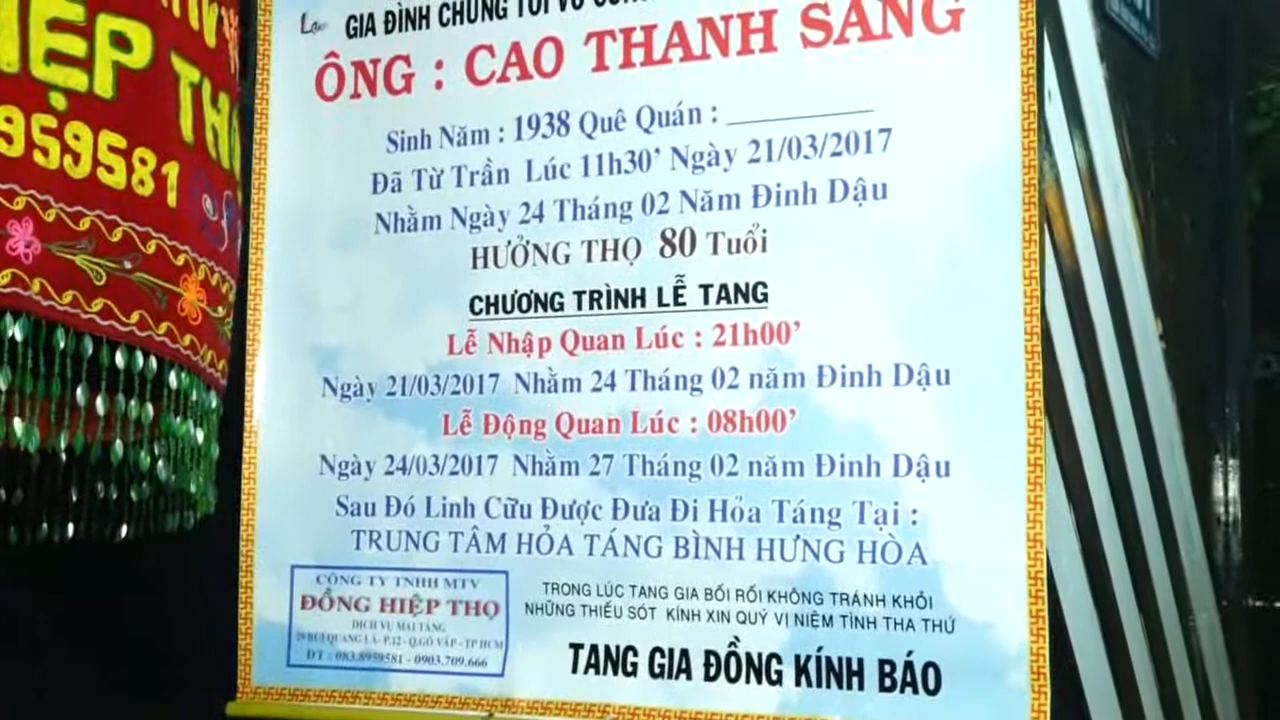 GIA ĐÌNH CHÚNG TÔI VÔ
ÔNG : CAO THANH SANG
Sinh Năm : 1938 Quê Quán :
Đã Từ Trần Lúc 11h30’ Ngày 21/03/2017
Nhằm Ngày 24 Tháng 02 Năm Đinh Dậu
HƯỞNG THỌ 80 Tuổi
CHƯƠNG TRÌNH LỄ TANG
Lễ Nhập Quan Lúc : 21h00’
Ngày 21/03/2017 Nhằm 24 Tháng 02 năm Đinh Dậu
Lễ Động Quan Lúc : 08h00’
Ngày 24/03/2017 Nhằm 27 Tháng 02 năm Đinh Dậu
Sau Đó Linh Cữu Được Đưa Đi Hỏa Táng Tại :
TRUNG TÂM HỎA TÁNG BÌNH HƯNG HÒA
TRONG LÚC TANG GIA BỐI RỐI KHÔNG TRÁNH KHỎI
NHỮNG THIẾU SÓT KÍNH XIN QUÝ VỊ NIỆM TÌNH THA THỨ
TANG GIA ĐỒNG KÍNH BÁO
CÔNG TY TNHH MTV
ĐỒNG HIỆP THỌ
DỊCH VỤ MAI TÁNG
29 BÙI QUANG LÀ - P.12 - Q.GÒ VẤP - TP HCM
ĐT : 083.8959581 - 0903.709.666
IỆP THỌ
959581